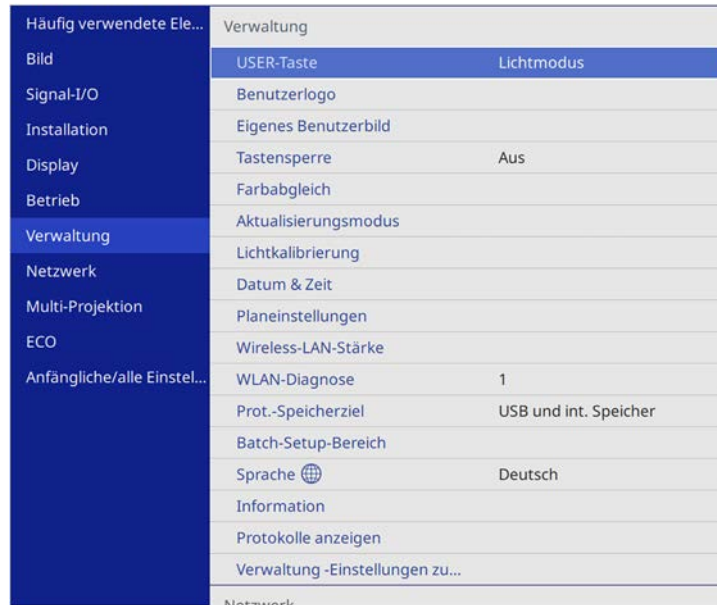 Häufig verwendete Ele...
Bild
Signal-I/O
Installation
Display
Betrieb
Verwaltung
Netzwerk
Multi-Projektion
ECO
Anfängliche/alle Einstel...
Verwaltung
USER-Taste Lichtmodus
Benutzerlogo
Eigenes Benutzerbild
Tastensperre Aus
Farbabgleich
Aktualisierungsmodus
Lichtkalibrierung
Datum & Zeit
Planeinstellungen
Wireless-LAN-Stärke
WLAN-Diagnose 1
Prot.-Speicherziel USB und int. Speicher
Batch-Setup-Bereich
Sprache Deutsch
Information
Protokolle anzeigen
Verwaltung -Einstellungen zu...
Netzwerk